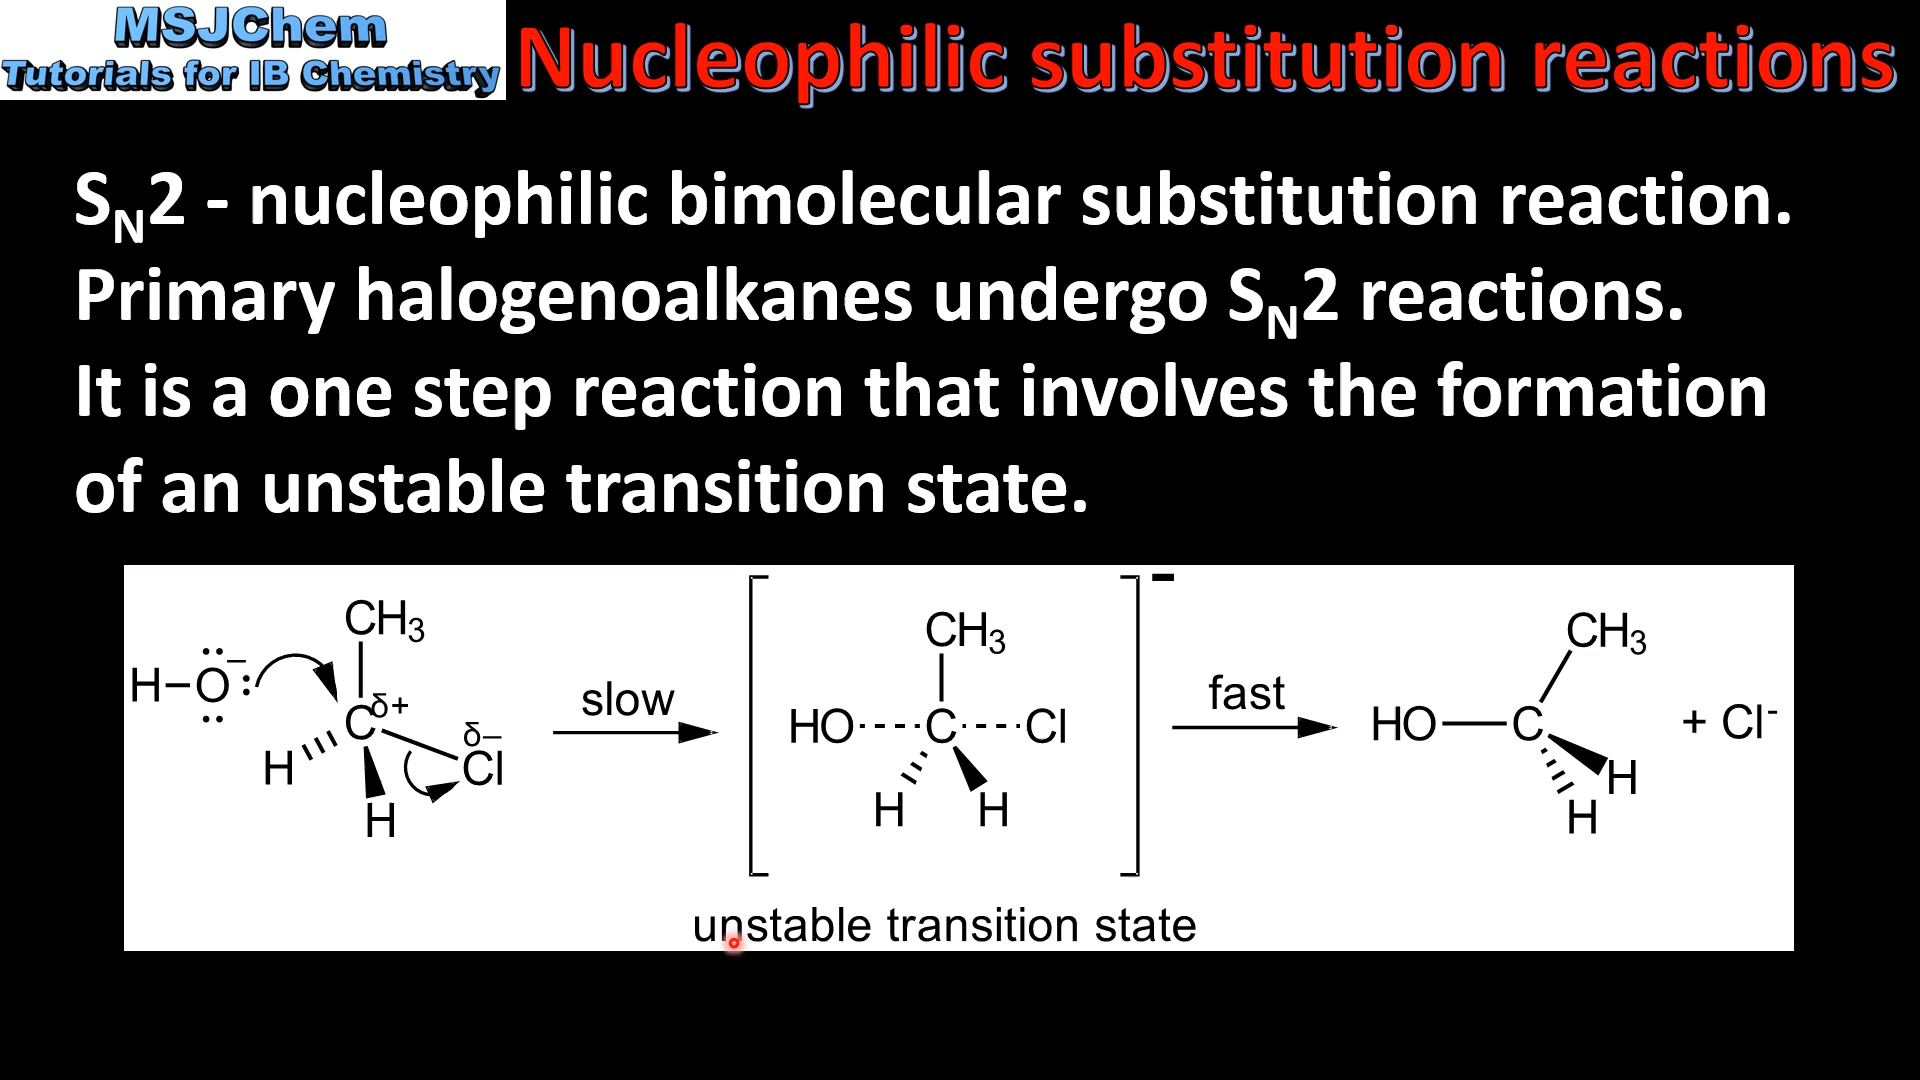 MSJChem
Tutorials for IB Chemistry
Nucleophilic substitution reactions
S_N2 - nucleophilic bimolecular substitution reaction.
Primary halogenoalkanes undergo S_N2 reactions.
It is a one step reaction that involves the formation
of an unstable transition state.
CH₃
H–O:⁻
C δ+
δ–
H
Cl
H
slow
-
CH₃
HO----C----Cl
H H
fast
CH₃
HO—C
H
H
+ Cl⁻
unstable transition state